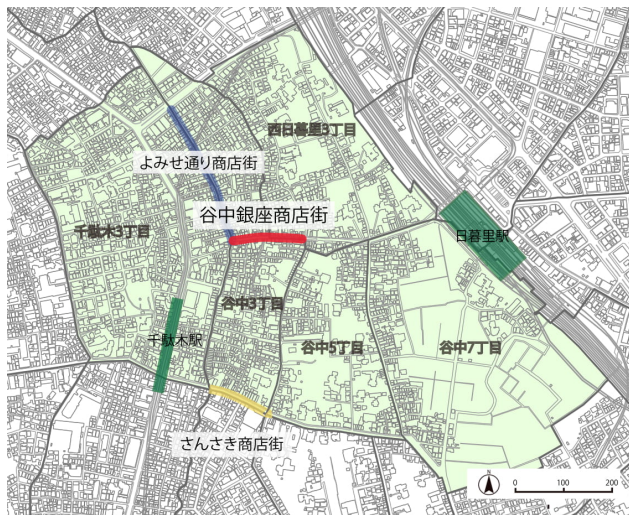 西日暮里3丁目
よみせ通り商店街
谷中銀座商店街
千駄木3丁目
日暮里駅
谷中3丁目
千駄木駅
谷中5丁目
谷中7丁目
さんさき商店街
N
0 100 200